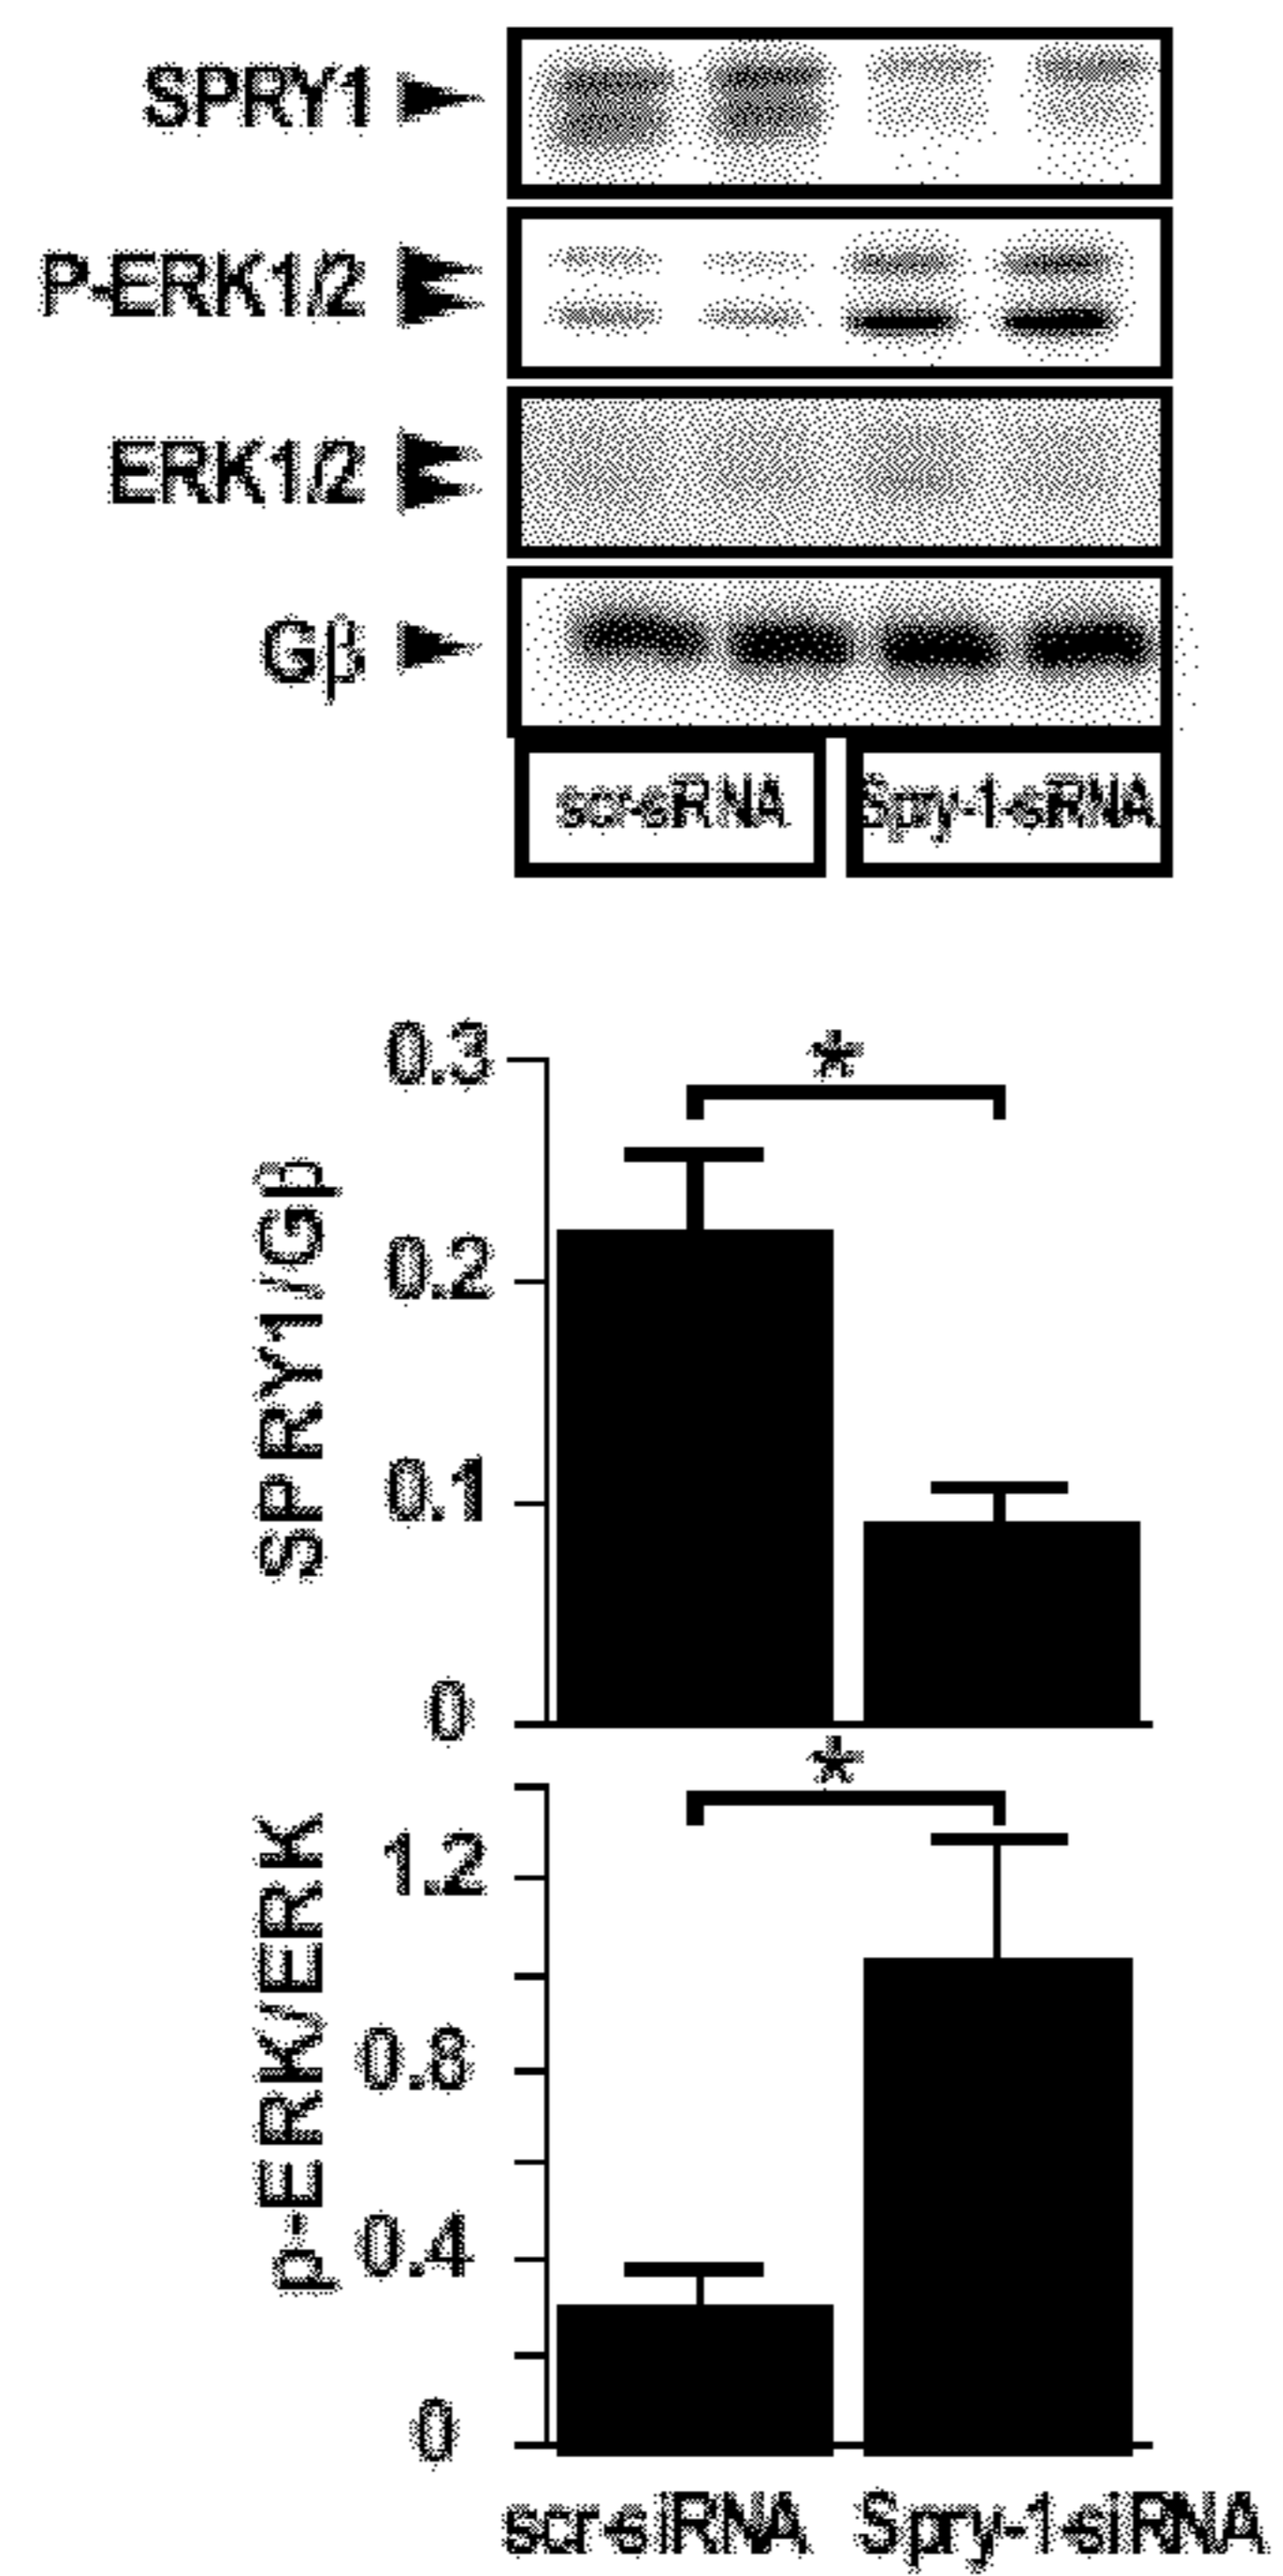 SPRY1
P-ERK1/2
ERK1/2
Gβ
scr-siRNA Spry-1-siRNA
*
0.3
0.2
0.1
0
SPRY1/Gβ
*
1.2
0.8
0.4
0
p-ERK/ERK
scr-siRNA Spry-1-siRNA